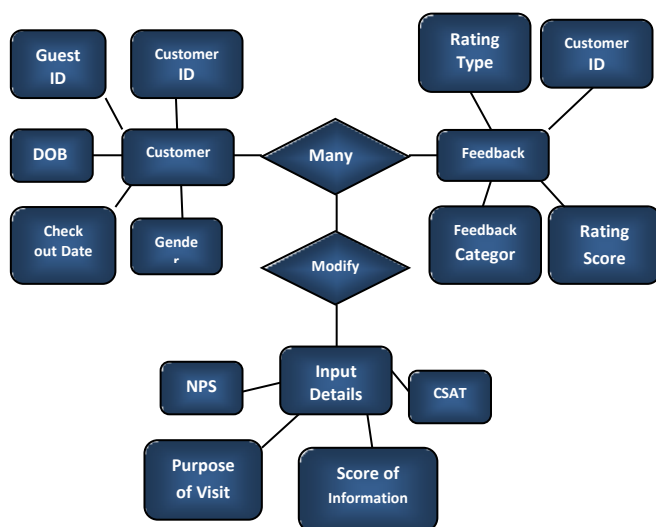 Guest
ID
Customer
ID
Rating
Type
Customer
ID
DOB
Customer
Many
Feedback
Check
out Date
Gende
r
Feedback
Categor
Rating
Score
Modify
NPS
Input
Details
CSAT
Purpose
of Visit
Score of
Information